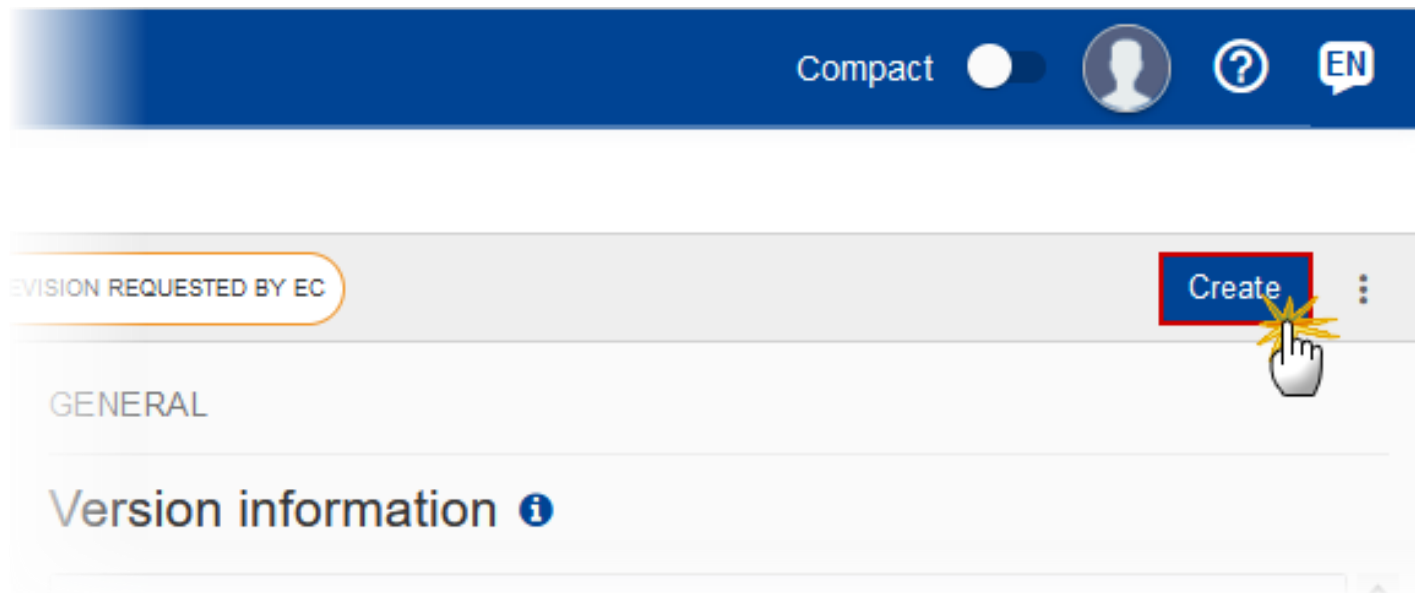 Compact
EN
EVISION REQUESTED BY EC
Create
GENERAL
Version information